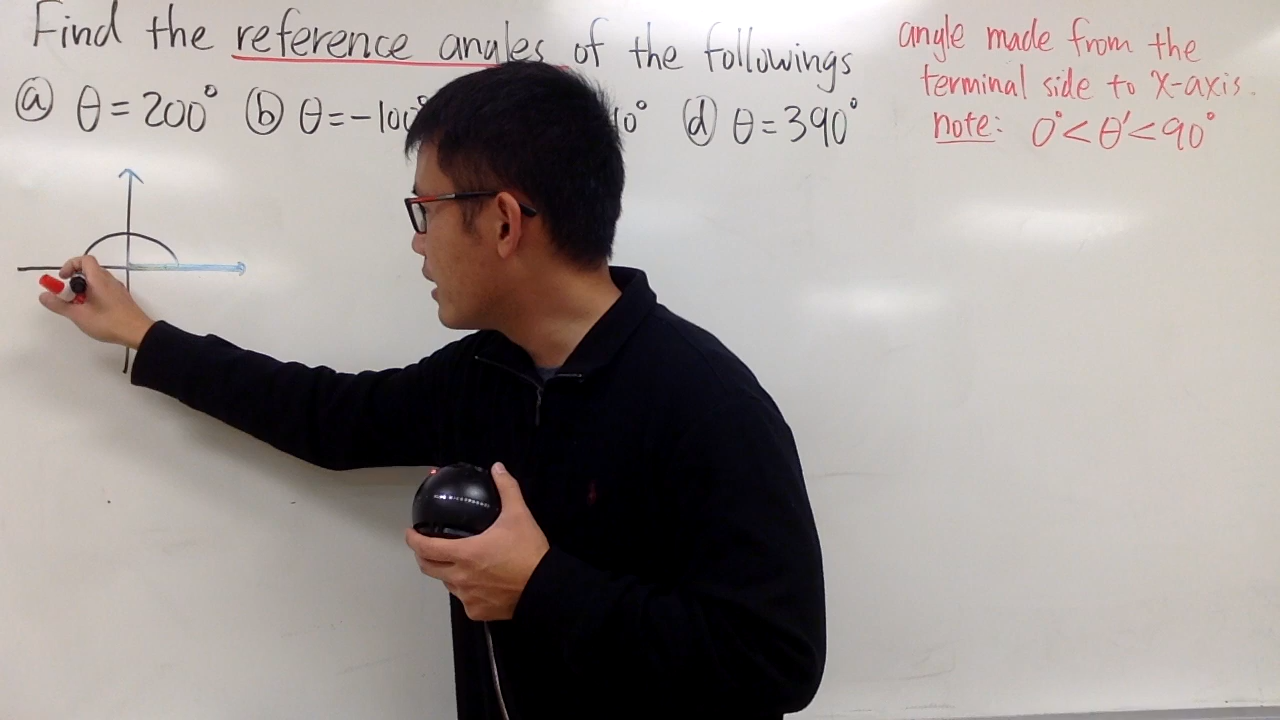 Find the reference angles of the followings
ⓐ θ = 200° ⓑ θ = -100° 10° ⓓ θ = 390°
angle made from the
terminal side to x-axis.
note: 0° < θ' < 90°